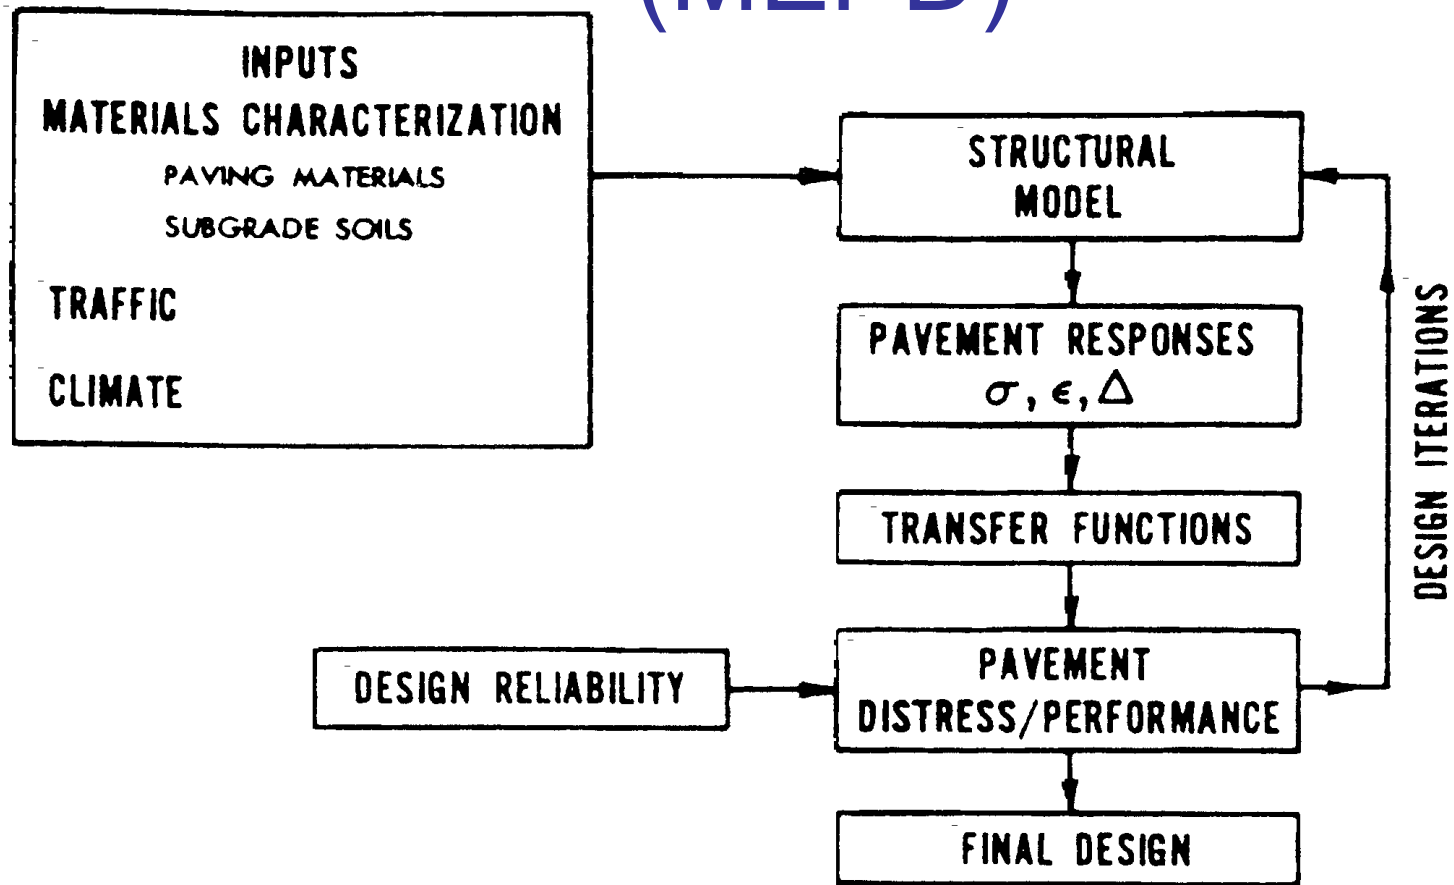 (MEPD)
INPUTS
MATERIALS CHARACTERIZATION
PAVING MATERIALS
SUBGRADE SOILS
TRAFFIC
CLIMATE
STRUCTURAL
MODEL
PAVEMENT RESPONSES
σ, ϵ, Δ
TRANSFER FUNCTIONS
DESIGN RELIABILITY
PAVEMENT
DISTRESS/PERFORMANCE
FINAL DESIGN
DESIGN ITERATIONS